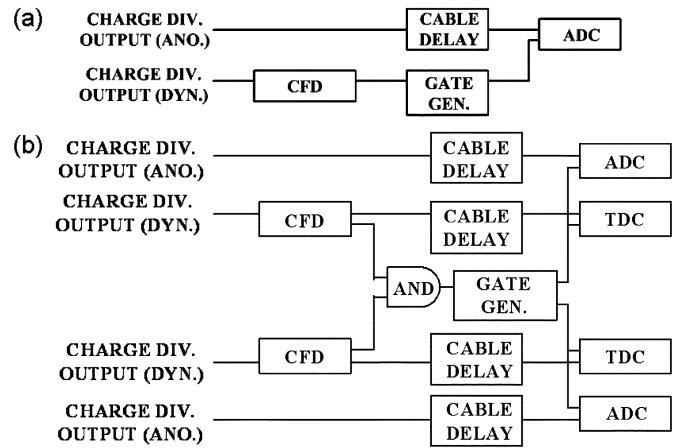 (a)
CHARGE DIV.
OUTPUT (ANO.)
CABLE
DELAY
ADC
CHARGE DIV.
OUTPUT (DYN.)
CFD
GATE
GEN.
(b)
CHARGE DIV.
OUTPUT (ANO.)
CABLE
DELAY
ADC
CHARGE DIV.
OUTPUT (DYN.)
CFD
CABLE
DELAY
TDC
AND
GATE
GEN.
CHARGE DIV.
OUTPUT (DYN.)
CFD
CABLE
DELAY
TDC
CHARGE DIV.
OUTPUT (ANO.)
CABLE
DELAY
ADC